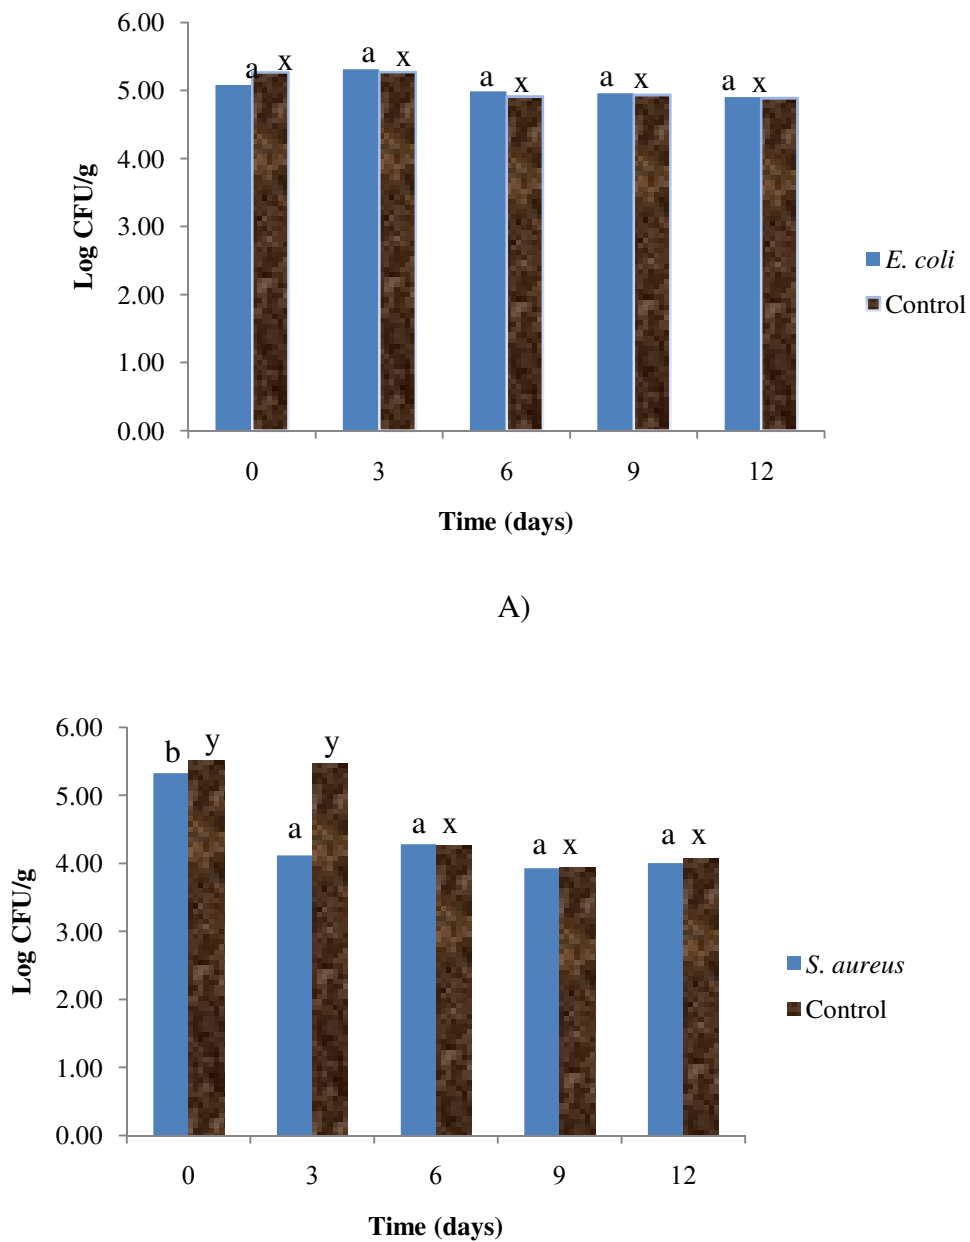 6.00
5.00
4.00
3.00
2.00
1.00
0.00
Log CFU/g
a x
a x
a x
a x
a x
0 3 6 9 12
Time (days)
E. coli
Control
A)
6.00
5.00
4.00
3.00
2.00
1.00
0.00
Log CFU/g
b y
a y
a x
a x
a x
0 3 6 9 12
Time (days)
S. aureus
Control